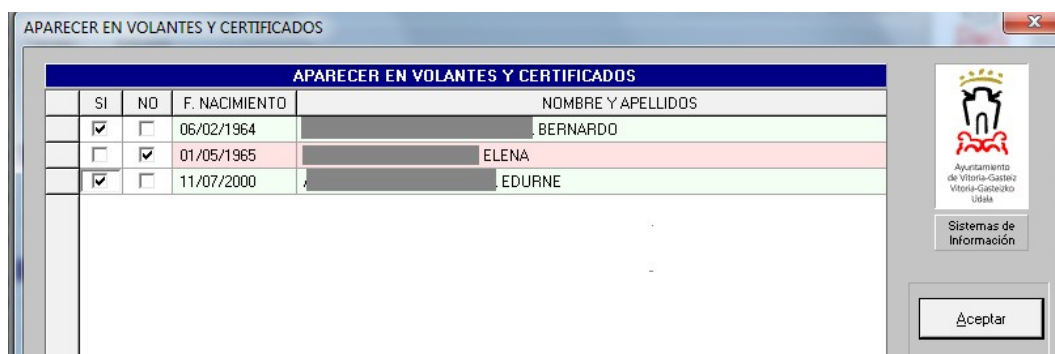 APARECER EN VOLANTES Y CERTIFICADOS
APARECER EN VOLANTES Y CERTIFICADOS
SI NO F. NACIMIENTO NOMBRE Y APELLIDOS
06/02/1964 . BERNARDO
01/05/1965 ELENA
11/07/2000 . EDURNE
Ayuntamiento
de Vitoria-Gasteiz
Vitoria-Gasteizko
Udala
Sistemas de
Información
Aceptar